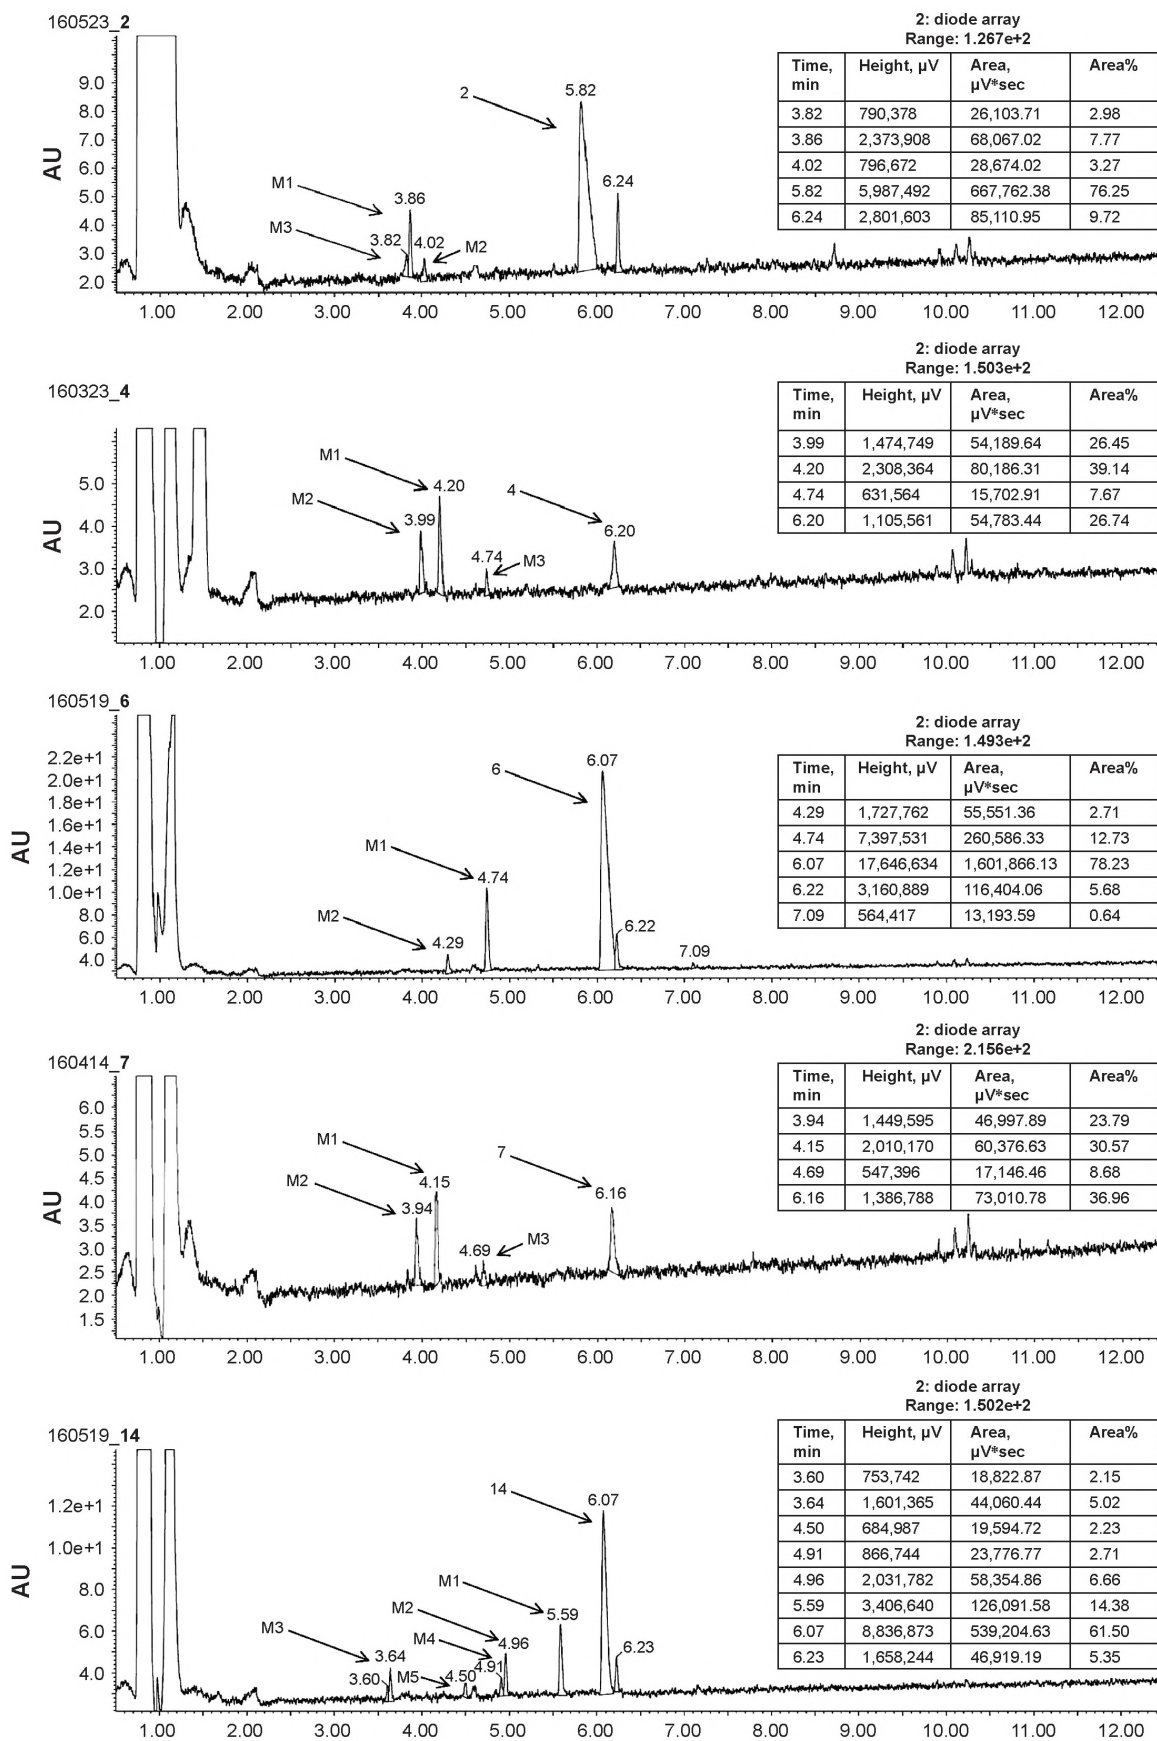 160523_2
2: diode array
Range: 1.267e+2
Time, min Height, µV Area, µV*sec Area%
3.82 790,378 26,103.71 2.98
3.86 2,373,908 68,067.02 7.77
4.02 796,672 28,674.02 3.27
5.82 5,987,492 667,762.38 76.25
6.24 2,801,603 85,110.95 9.72
AU
9.0
8.0
7.0
6.0
5.0
4.0
3.0
2.0
2 5.82
6.24
M1 3.86
M3 3.82 4.02 M2
1.00 2.00 3.00 4.00 5.00 6.00 7.00 8.00 9.00 10.00 11.00 12.00
160323_4
2: diode array
Range: 1.503e+2
Time, min Height, µV Area, µV*sec Area%
3.99 1,474,749 54,189.64 26.45
4.20 2,308,364 80,186.31 39.14
4.74 631,564 15,702.91 7.67
6.20 1,105,561 54,783.44 26.74
AU
5.0
4.0
3.0
2.0
M1 4.20
M2 3.99
4 6.20
4.74 M3
1.00 2.00 3.00 4.00 5.00 6.00 7.00 8.00 9.00 10.00 11.00 12.00
160519_6
2: diode array
Range: 1.493e+2
Time, min Height, µV Area, µV*sec Area%
4.29 1,727,762 55,551.36 2.71
4.74 7,397,531 260,586.33 12.73
6.07 17,646,634 1,601,866.13 78.23
6.22 3,160,889 116,404.06 5.68
7.09 564,417 13,193.59 0.64
AU
2.2e+1
2.0e+1
1.8e+1
1.6e+1
1.4e+1
1.2e+1
1.0e+1
8.0
6.0
4.0
6 6.07
M1 4.74
M2 4.29
6.22
7.09
1.00 2.00 3.00 4.00 5.00 6.00 7.00 8.00 9.00 10.00 11.00 12.00
160414_7
2: diode array
Range: 2.156e+2
Time, min Height, µV Area, µV*sec Area%
3.94 1,449,595 46,997.89 23.79
4.15 2,010,170 60,376.63 30.57
4.69 547,396 17,146.46 8.68
6.16 1,386,788 73,010.78 36.96
AU
6.0
5.5
5.0
4.5
4.0
3.5
3.0
2.5
2.0
1.5
M1 4.15
M2 3.94
7 6.16
4.69 M3
1.00 2.00 3.00 4.00 5.00 6.00 7.00 8.00 9.00 10.00 11.00 12.00
160519_14
2: diode array
Range: 1.502e+2
Time, min Height, µV Area, µV*sec Area%
3.60 753,742 18,822.87 2.15
3.64 1,601,365 44,060.44 5.02
4.50 684,987 19,594.72 2.23
4.91 866,744 23,776.77 2.71
4.96 2,031,782 58,354.86 6.66
5.59 3,406,640 126,091.58 14.38
6.07 8,836,873 539,204.63 61.50
6.23 1,658,244 46,919.19 5.35
AU
1.2e+1
1.0e+1
8.0
6.0
4.0
14 6.07
M1 5.59
M2 4.96
M3 3.64
M4 4.91
6.23
3.60 M5 4.50
1.00 2.00 3.00 4.00 5.00 6.00 7.00 8.00 9.00 10.00 11.00 12.00